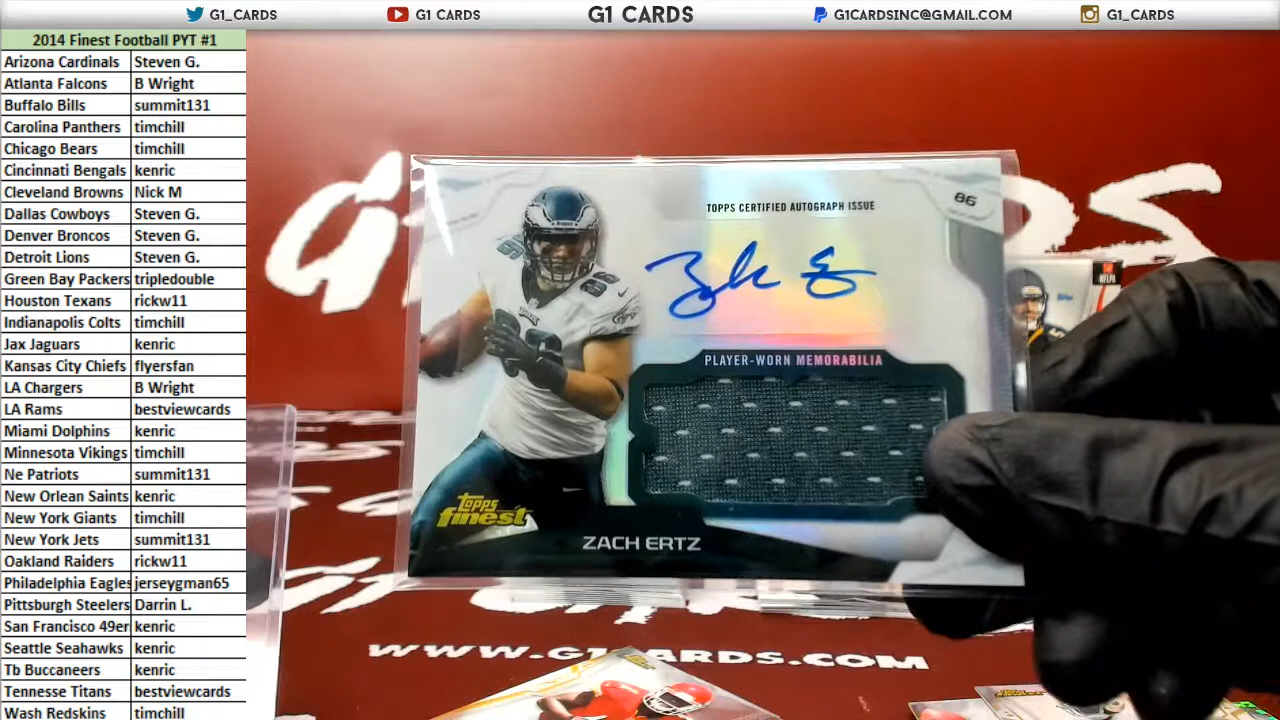 G1_CARDS
G1 CARDS
G1 CARDS
G1CARDSINC@GMAIL.COM
G1_CARDS
2014 Finest Football PYT #1
Arizona Cardinals Steven G.
Atlanta Falcons B Wright
Buffalo Bills summit131
Carolina Panthers timchill
Chicago Bears timchill
Cincinnati Bengals kenric
Cleveland Browns Nick M
Dallas Cowboys Steven G.
Denver Broncos Steven G.
Detroit Lions Steven G.
Green Bay Packers tripledouble
Houston Texans rickw11
Indianapolis Colts timchill
Jax Jaguars kenric
Kansas City Chiefs flyersfan
LA Chargers B Wright
LA Rams bestviewcards
Miami Dolphins kenric
Minnesota Vikings timchill
Ne Patriots summit131
New Orlean Saints kenric
New York Giants timchill
New York Jets summit131
Oakland Raiders rickw11
Philadelphia Eagles jerseygman65
Pittsburgh Steelers Darrin L.
San Francisco 49er kenric
Seattle Seahawks kenric
Tb Buccaneers kenric
Tennesse Titans bestviewcards
Wash Redskins timchill
TOPPS CERTIFIED AUTOGRAPH ISSUE
86
86
PLAYER-WORN MEMORABILIA
topps finest
ZACH ERTZ
WWW.G1CARDS.COM